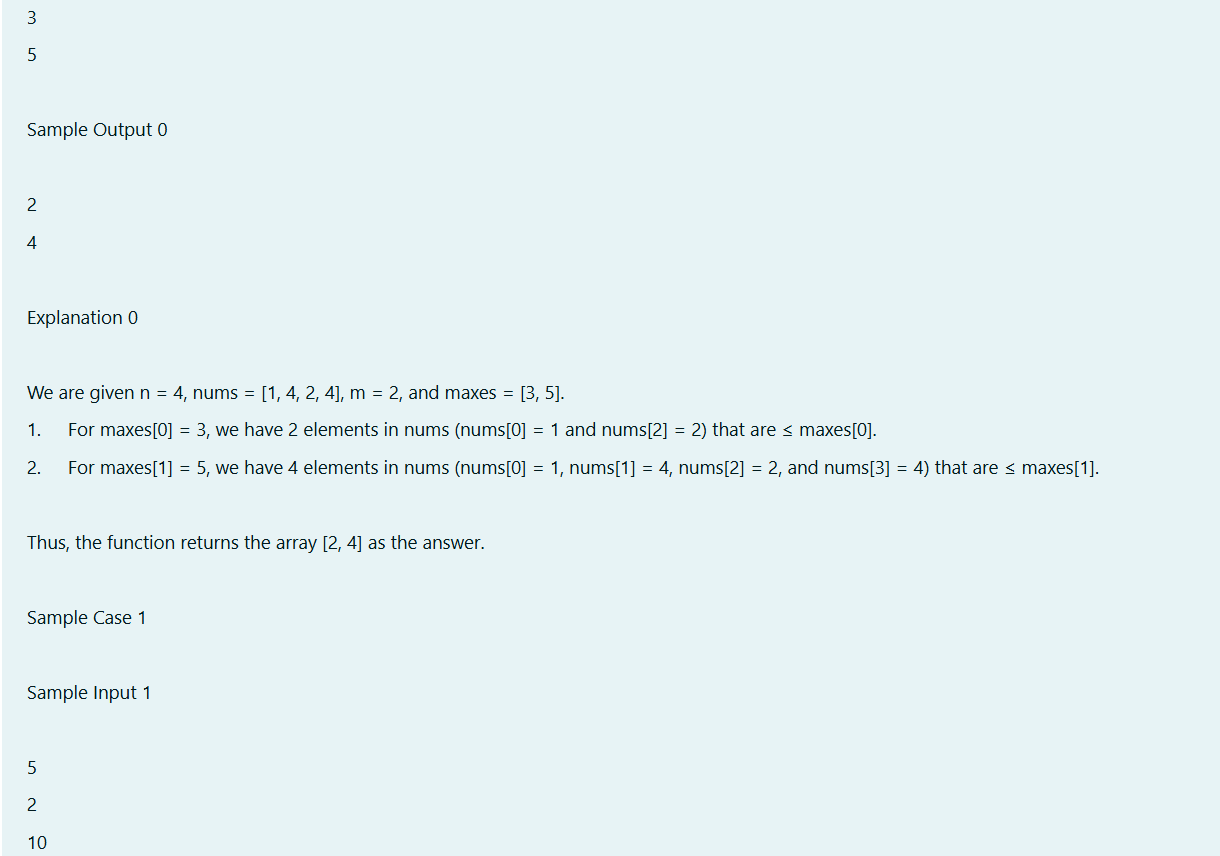 3
5
Sample Output 0
2
4
Explanation 0
We are given n = 4, nums = [1, 4, 2, 4], m = 2, and maxes = [3, 5].
1. For maxes[0] = 3, we have 2 elements in nums (nums[0] = 1 and nums[2] = 2) that are ≤ maxes[0].
2. For maxes[1] = 5, we have 4 elements in nums (nums[0] = 1, nums[1] = 4, nums[2] = 2, and nums[3] = 4) that are ≤ maxes[1].
Thus, the function returns the array [2, 4] as the answer.
Sample Case 1
Sample Input 1
5
2
10